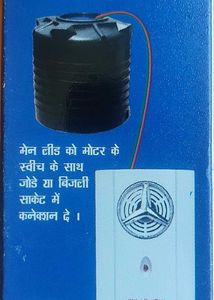 मेन लीड को मोटर के
स्वीच के साथ
जोडे या बिजली
साकेट में
कनेक्शन दे ।